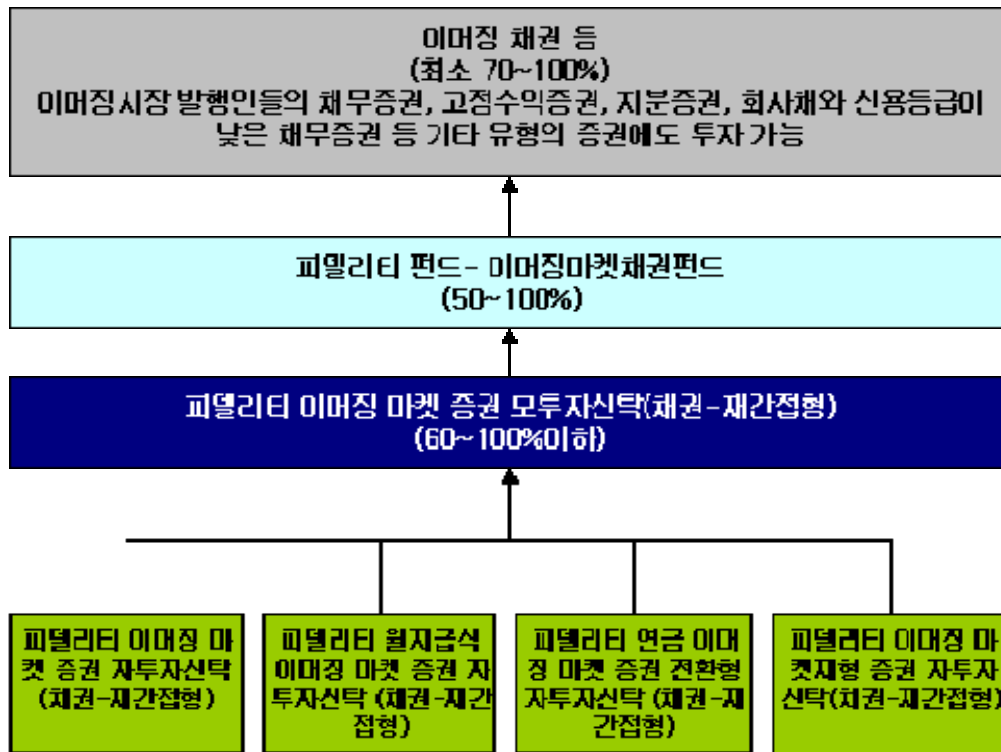 이머징 채권 등
(최소 70~100%)
이머징시장 발행인들의 채무증권, 고정수익증권, 지분증권, 회사채와 신용등급이
낮은 채무증권 등 기타 유형의 증권에도 투자 가능
피델리티 펀드- 이머징마켓채권펀드
(50~100%)
피델리티 이머징 마켓 증권 모투자신탁(채권-재간접형)
(60~100%이하)
피델리티 이머징 마
켓 증권 자투자신탁
(채권-재간접형)
피델리티 월지급식
이머징 마켓 증권 자
투자신탁 (채권-재간
접형)
피델리티 연금 이머
징 마켓 증권 전환형
자투자신탁 (채권-재
간접형)
피델리티 이머징 마
켓재형 증권 자투자
신탁(채권-재간접형)